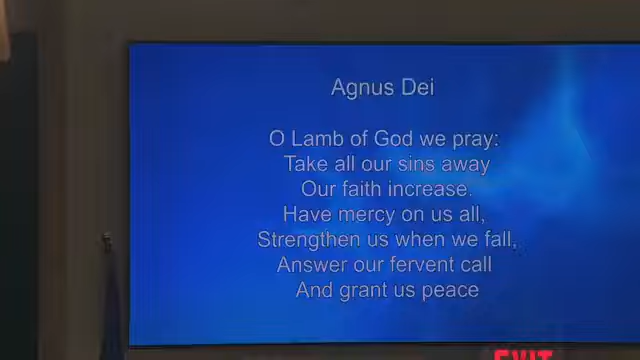 Agnus Dei
O Lamb of God we pray:
Take all our sins away
Our faith increase.
Have mercy on us all,
Strengthen us when we fall,
Answer our fervent call
And grant us peace
EXIT